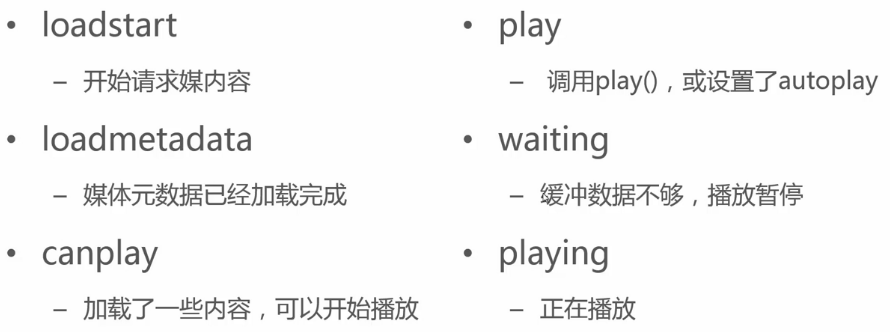 • loadstart
– 开始请求媒内容
• loadmetadata
– 媒体元数据已经加载完成
• canplay
– 加载了一些内容，可以开始播放
• play
– 调用play()，或设置了autoplay
• waiting
– 缓冲数据不够，播放暂停
• playing
– 正在播放